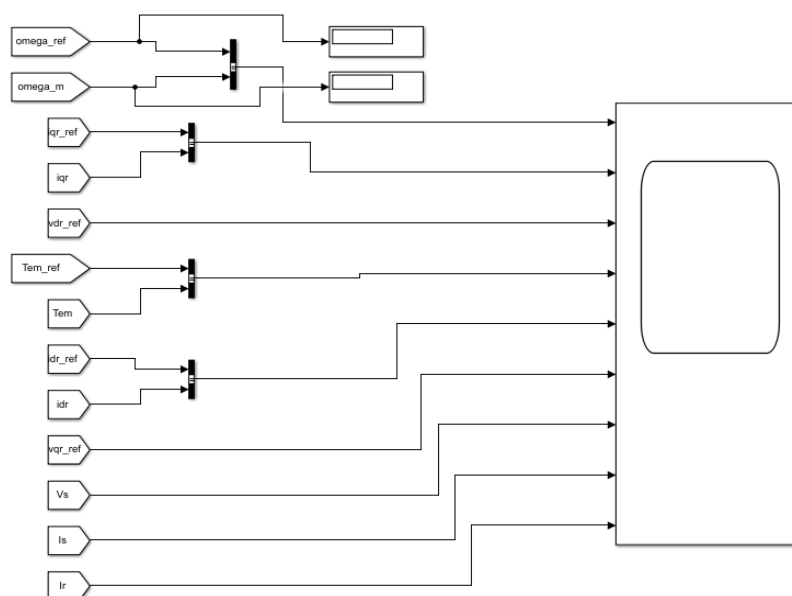 omega_ref
omega_m
iqr_ref
iqr
vdr_ref
Tem_ref
Tem
idr_ref
idr
vqr_ref
Vs
Is
Ir